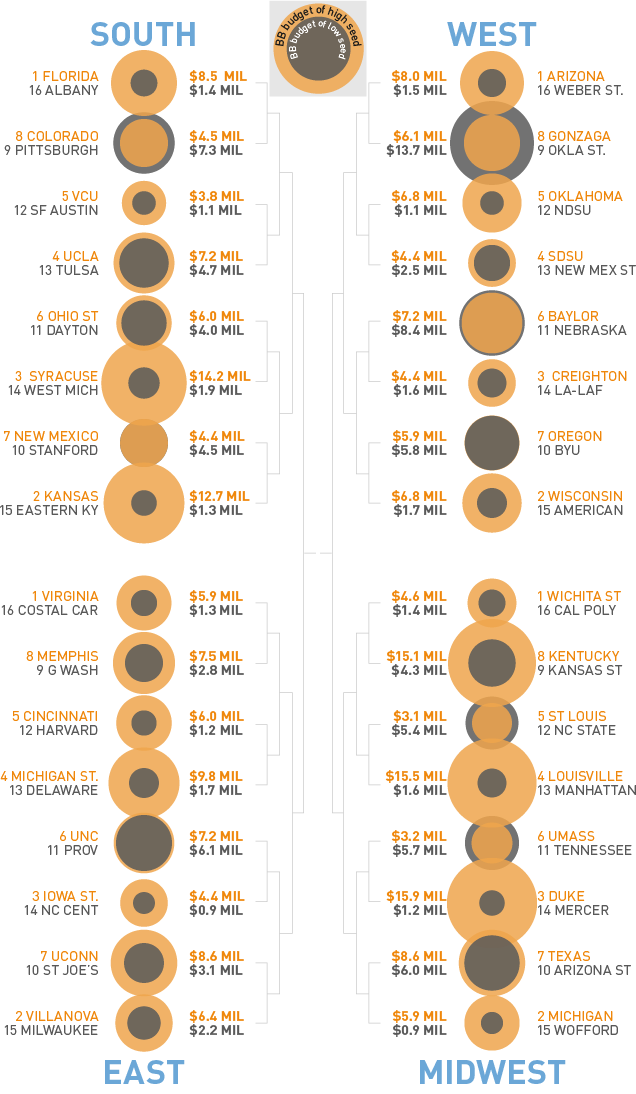 SOUTH
BB budget of high seed
BB budget of low seed
WEST
1 FLORIDA $8.5 MIL
16 ALBANY $1.4 MIL
8 COLORADO $4.5 MIL
9 PITTSBURGH $7.3 MIL
5 VCU $3.8 MIL
12 SF AUSTIN $1.1 MIL
4 UCLA $7.2 MIL
13 TULSA $4.7 MIL
6 OHIO ST $6.0 MIL
11 DAYTON $4.0 MIL
3 SYRACUSE $14.2 MIL
14 WEST MICH $1.9 MIL
7 NEW MEXICO $4.4 MIL
10 STANFORD $4.5 MIL
2 KANSAS $12.7 MIL
15 EASTERN KY $1.3 MIL
$8.0 MIL 1 ARIZONA
$1.5 MIL 16 WEBER ST.
$6.1 MIL 8 GONZAGA
$13.7 MIL 9 OKLA ST.
$6.8 MIL 5 OKLAHOMA
$1.1 MIL 12 NDSU
$4.4 MIL 4 SDSU
$2.5 MIL 13 NEW MEX ST
$7.2 MIL 6 BAYLOR
$8.4 MIL 11 NEBRASKA
$4.4 MIL 3 CREIGHTON
$1.6 MIL 14 LA-LAF
$5.9 MIL 7 OREGON
$5.8 MIL 10 BYU
$6.8 MIL 2 WISCONSIN
$1.7 MIL 15 AMERICAN
1 VIRGINIA $5.9 MIL
16 COSTAL CAR $1.3 MIL
8 MEMPHIS $7.5 MIL
9 G WASH $2.8 MIL
5 CINCINNATI $6.0 MIL
12 HARVARD $1.2 MIL
4 MICHIGAN ST. $9.8 MIL
13 DELAWARE $1.7 MIL
6 UNC $7.2 MIL
11 PROV $6.1 MIL
3 IOWA ST. $4.4 MIL
14 NC CENT $0.9 MIL
7 UCONN $8.6 MIL
10 ST JOE'S $3.1 MIL
2 VILLANOVA $6.4 MIL
15 MILWAUKEE $2.2 MIL
$4.6 MIL 1 WICHITA ST
$1.4 MIL 16 CAL POLY
$15.1 MIL 8 KENTUCKY
$4.3 MIL 9 KANSAS ST
$3.1 MIL 5 ST LOUIS
$5.4 MIL 12 NC STATE
$15.5 MIL 4 LOUISVILLE
$1.6 MIL 13 MANHATTAN
$3.2 MIL 6 UMASS
$5.7 MIL 11 TENNESSEE
$15.9 MIL 3 DUKE
$1.2 MIL 14 MERCER
$8.6 MIL 7 TEXAS
$6.0 MIL 10 ARIZONA ST
$5.9 MIL 2 MICHIGAN
$0.9 MIL 15 WOFFORD
EAST
MIDWEST